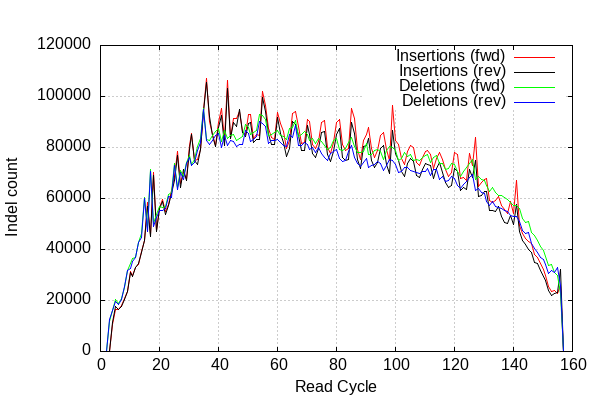 120000
100000
80000
60000
40000
20000
0
Indel count
Insertions (fwd)
Insertions (rev)
Deletions (fwd)
Deletions (rev)
0 20 40 60 80 100 120 140 160
Read Cycle